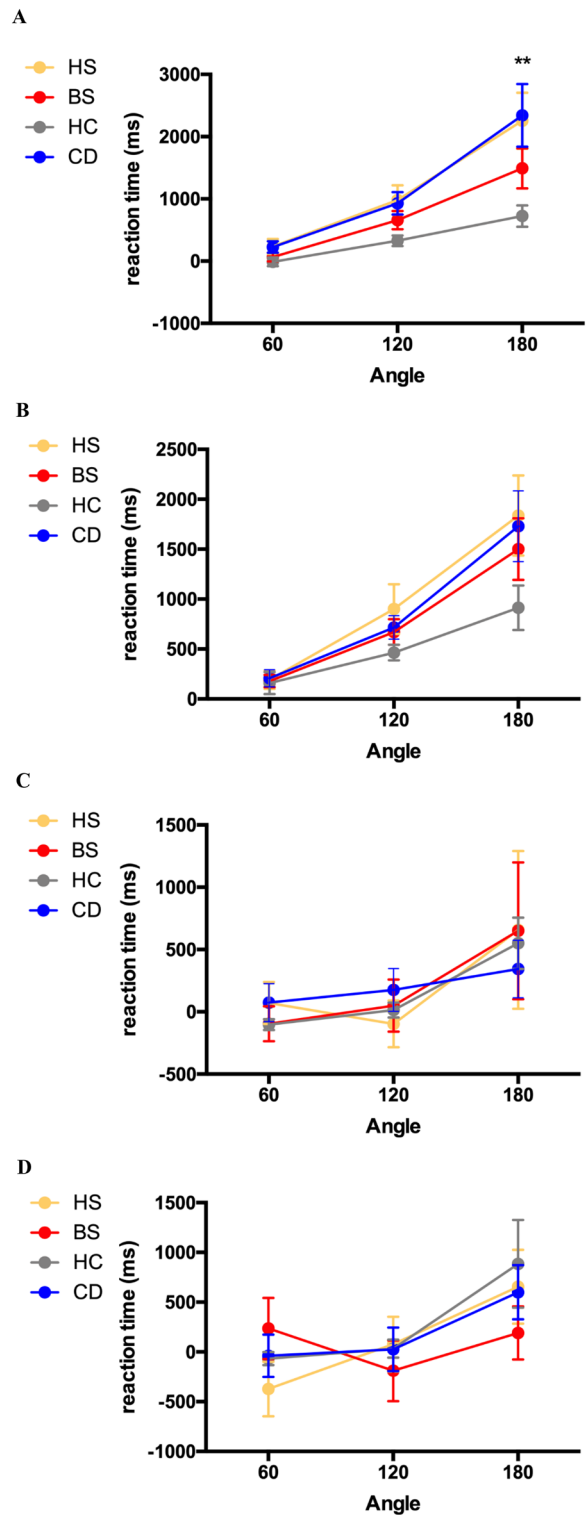 A
HS
BS
HC
CD
**
3000
2000
1000
0
-1000
reaction time (ms)
60 120 180
Angle
B
HS
BS
HC
CD
2500
2000
1500
1000
500
0
reaction time (ms)
60 120 180
Angle
C
HS
BS
HC
CD
1500
1000
500
0
-500
reaction time (ms)
60 120 180
Angle
D
HS
BS
HC
CD
1500
1000
500
0
-500
-1000
reaction time (ms)
60 120 180
Angle